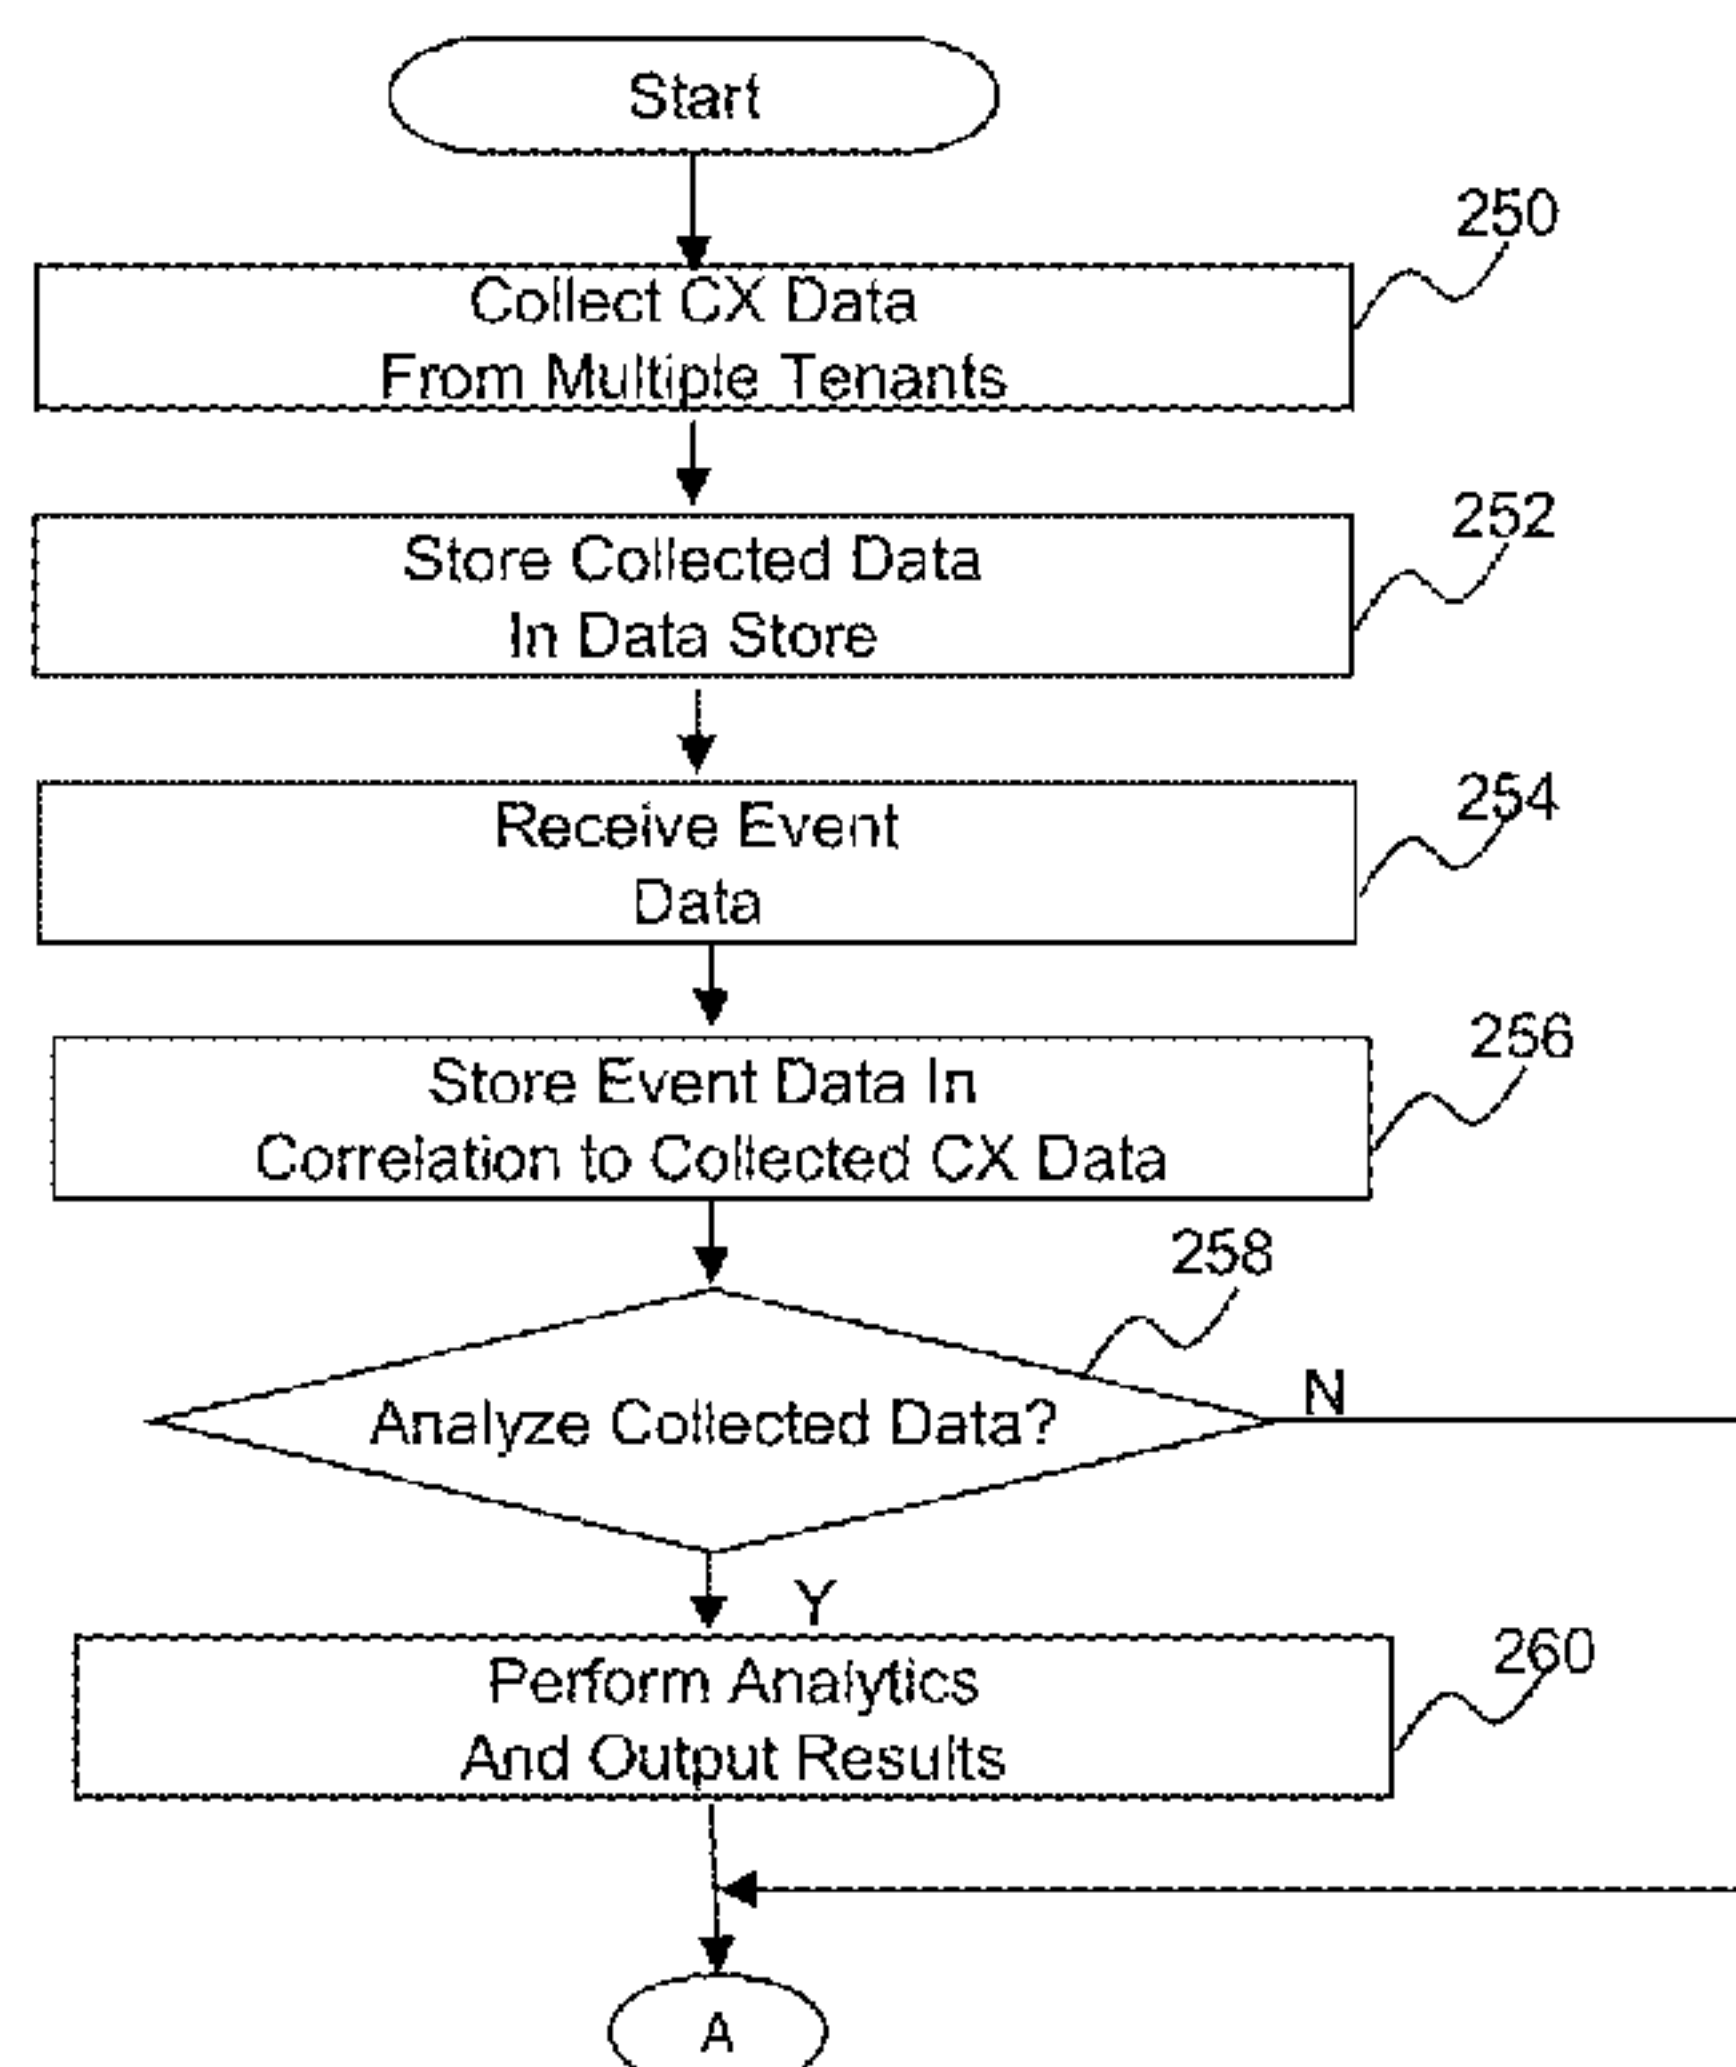 Start
250
Collect CX Data
From Multiple Tenants
252
Store Collected Data
In Data Store
254
Receive Event
Data
256
Store Event Data In
Correlation to Collected CX Data
258
Analyze Collected Data?
N
Y
260
Perform Analytics
And Output Results
A